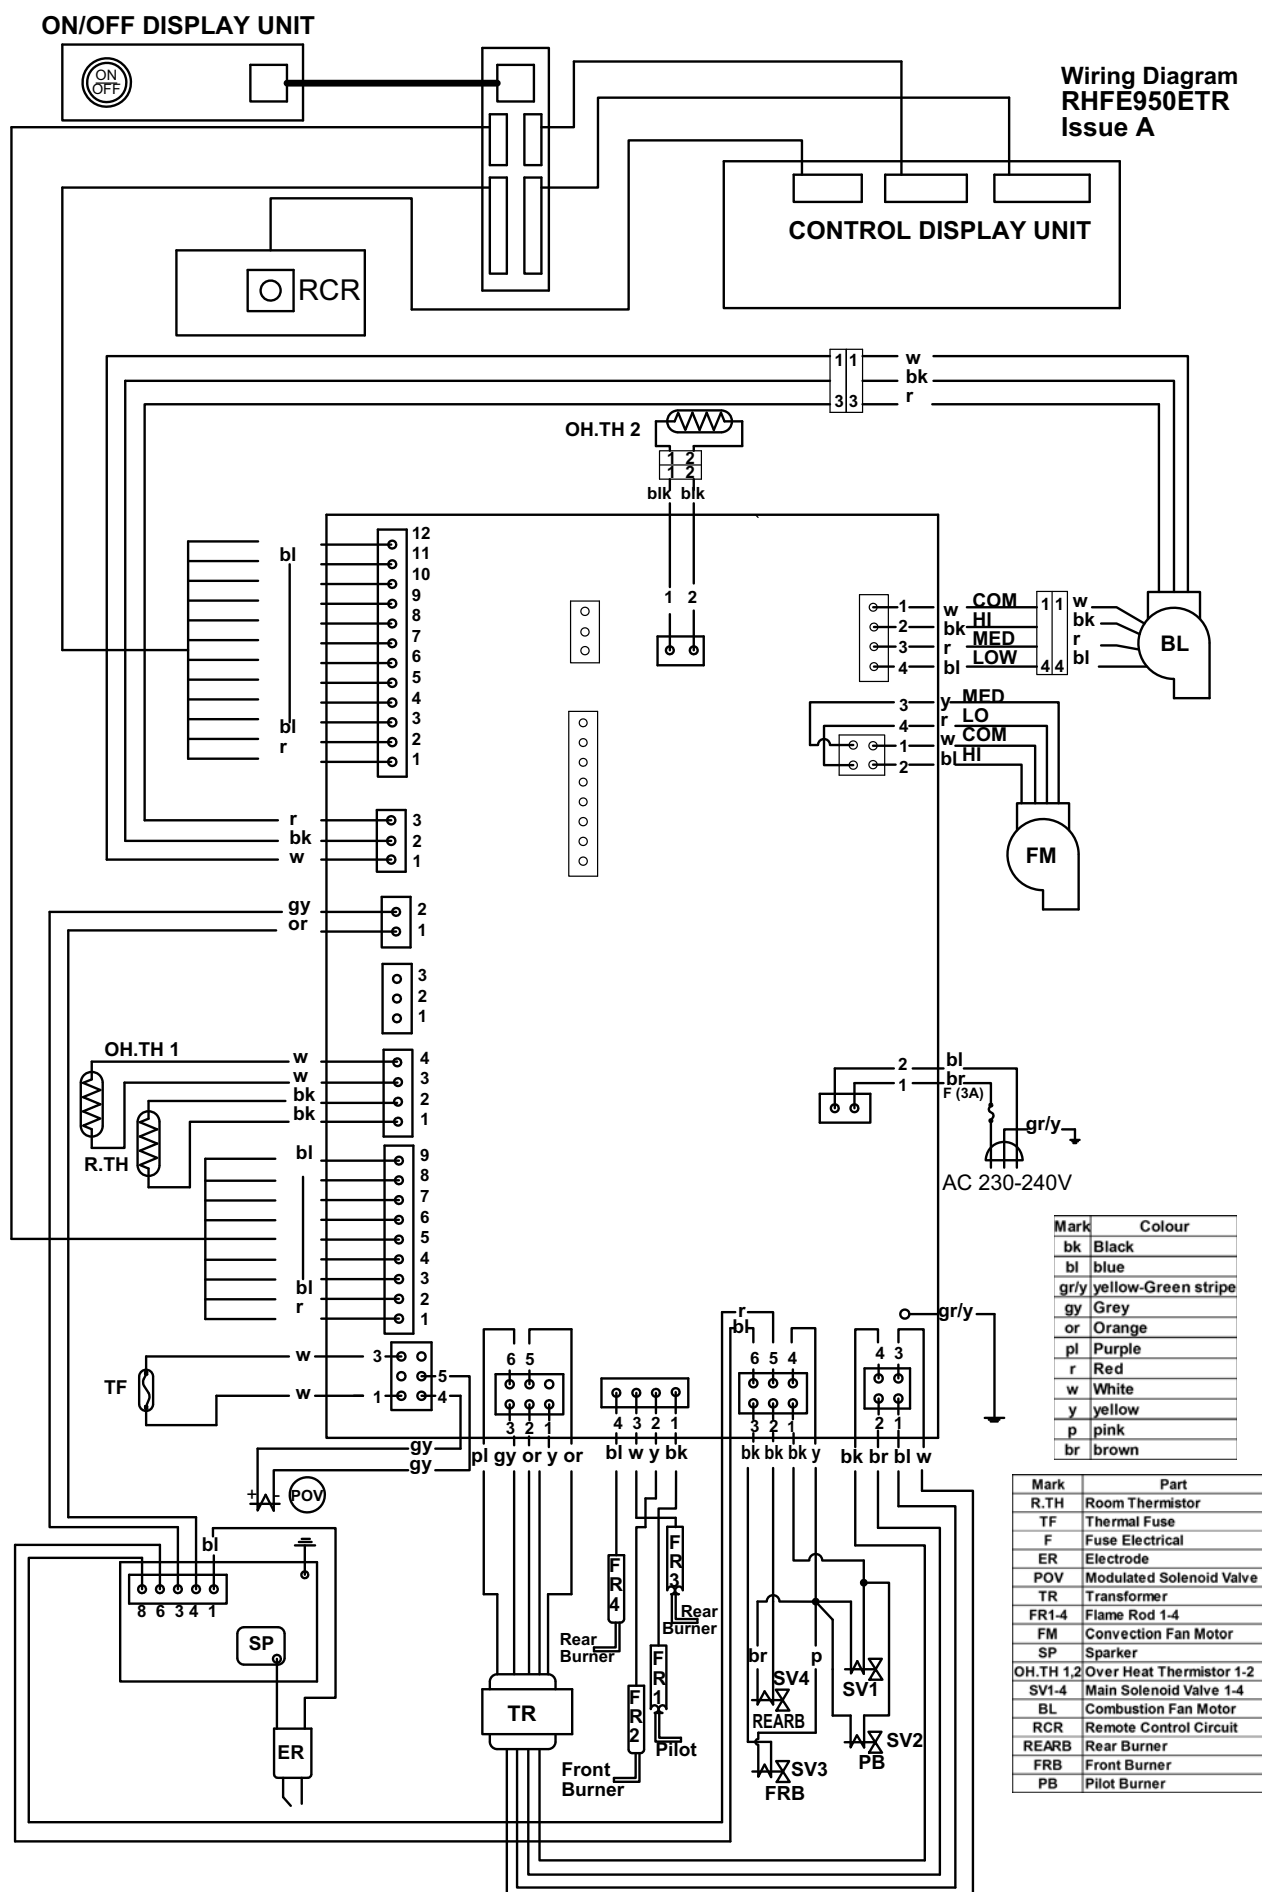 ON/OFF DISPLAY UNIT
ON
OFF
Wiring Diagram
RHFE950ETR
Issue A
CONTROL DISPLAY UNIT
RCR
1 1 w
bk
3 3 r
OH.TH 2
1 2
1 2
blk blk
1 2
12
bl 11
10
9
8
7
6
5
4
bl 3
r 2
1
1 w COM 1 1 w
2 bk HI bk
3 r MED r
4 bl LOW 4 4 bl
BL
3 y MED
4 r LO
1 w COM
2 bl HI
FM
r 3
bk 2
w 1
gy 2
or 1
3
2
1
OH.TH 1
w 4
w 3
bk 2
bk 1
R.TH
2 bl
1 br
F (3A)
gr/y
AC 230-240V
bl 9
8
7
6
5
4
bl 3
r 2
1
TF
w 3
5
w 1 4
gy
gy
+ -
POV
6 5
3 2 1
pl gy or y or
4 3 2 1
bl w y bk
r
bl
6 5 4
3 2 1
bk bk bk y
4 3
2 1
bk br bl w
gr/y
Mark Colour
bk Black
bl blue
gr/y yellow-Green stripe
gy Grey
or Orange
pl Purple
r Red
w White
y yellow
p pink
br brown
Mark Part
R.TH Room Thermistor
TF Thermal Fuse
F Fuse Electrical
ER Electrode
POV Modulated Solenoid Valve
TR Transformer
FR1-4 Flame Rod 1-4
FM Convection Fan Motor
SP Sparker
OH.TH 1,2 Over Heat Thermistor 1-2
SV1-4 Main Solenoid Valve 1-4
BL Combustion Fan Motor
RCR Remote Control Circuit
REARB Rear Burner
FRB Front Burner
PB Pilot Burner
bl
8 6 3 4 1
SP
ER
TR
FR4
Rear
Burner
FR3
Rear
Burner
FR1
Pilot
FR2
Front
Burner
br
p
SV4
REARB
SV1
SV2
PB
SV3
FRB